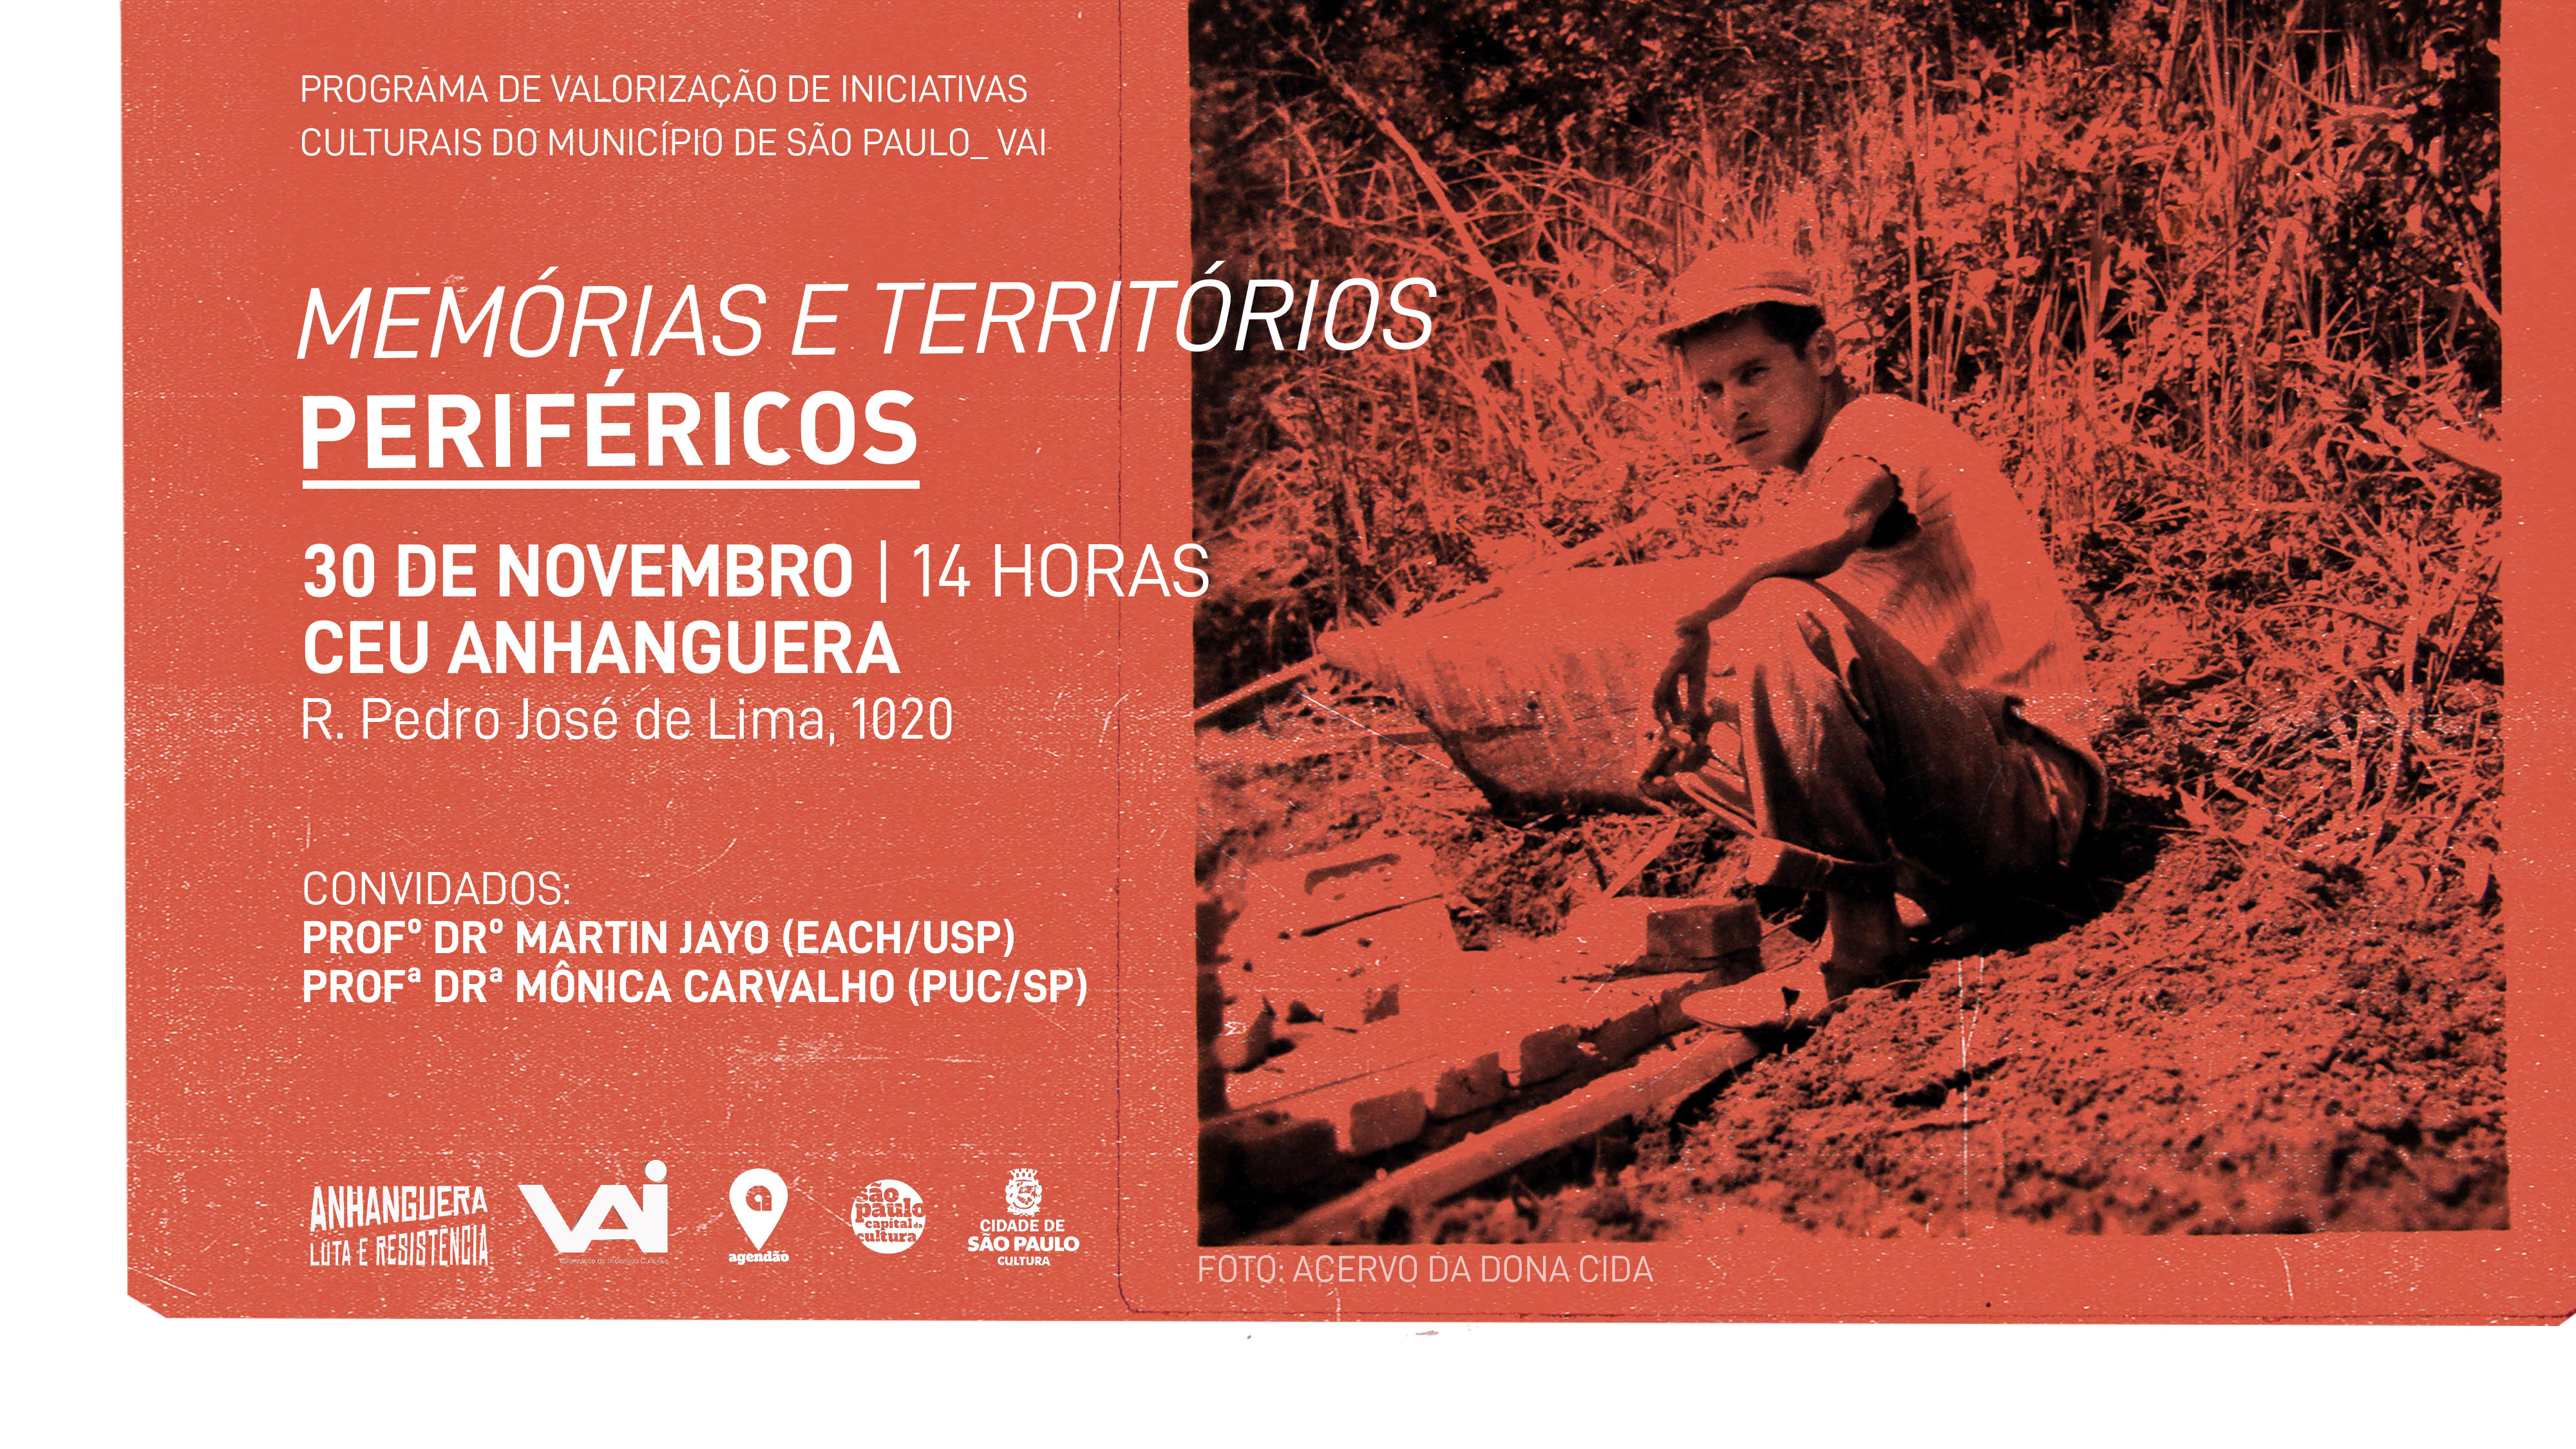 PROGRAMA DE VALORIZAÇÃO DE INICIATIVAS
CULTURAIS DO MUNICÍPIO DE SÃO PAULO_ VAI
MEMÓRIAS E TERRITÓRIOS
PERIFÉRICOS
30 DE NOVEMBRO | 14 HORAS
CEU ANHANGUERA
R. Pedro José de Lima, 1020
CONVIDADOS:
PROFº DRº MARTIN JAYO (EACH/USP)
PROFª DRª MÔNICA CARVALHO (PUC/SP)
ANHANGUERA
LUTA E RESISTÊNCIA
VAI
a
agendão
são
paulo
capital da
cultura
CIDADE DE
SÃO PAULO
CULTURA
FOTO: ACERVO DA DONA CIDA